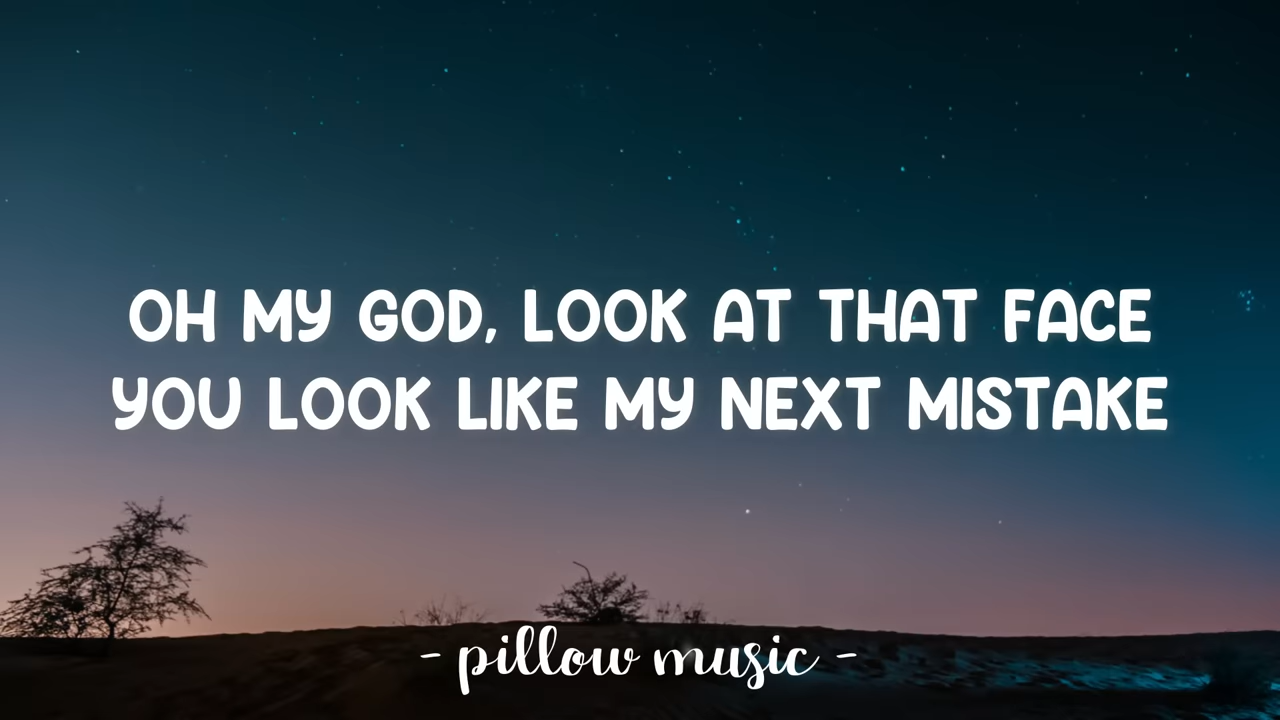 OH MY GOD, LOOK AT THAT FACE
YOU LOOK LIKE MY NEXT MISTAKE
- pillow music -